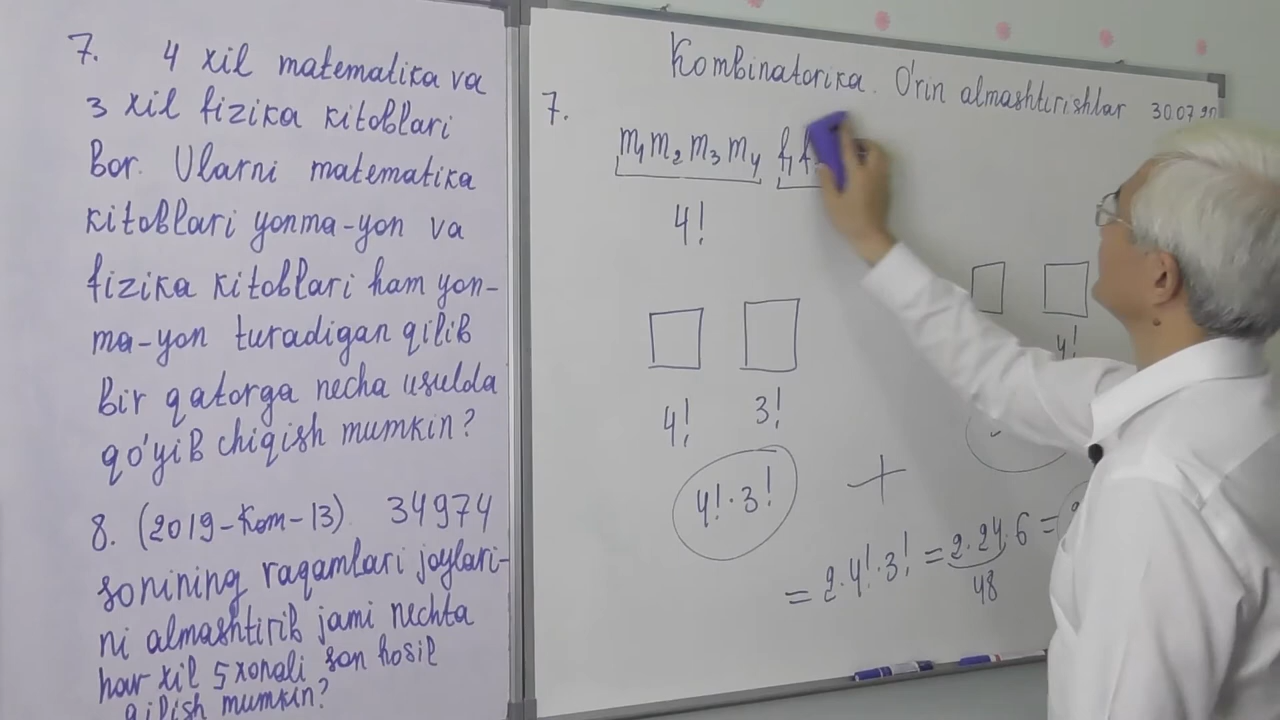 7. 4 xil matematika va
3 xil fizika kitoblari
bor. Ularni matematika
kitoblari yonma-yon va
fizika kitoblari ham yon-
ma-yon turadigan qilib
bir qatorga necha usulda
qo'yib chiqish mumkin?
8. (2019-Kom-13) 34974
sonining raqamlari joylari-
ni almashtirib jami nechta
har xil 5 xonali son hosil
qilish mumkin?
Kombinatorika. O'rin almashtirishlar 30.07
7.
m₁ m₂ m₃ m₄ f₁
4!
4! 3! 4!
4! · 3! +
= 2·4!·3! = 2·24·6 =
48